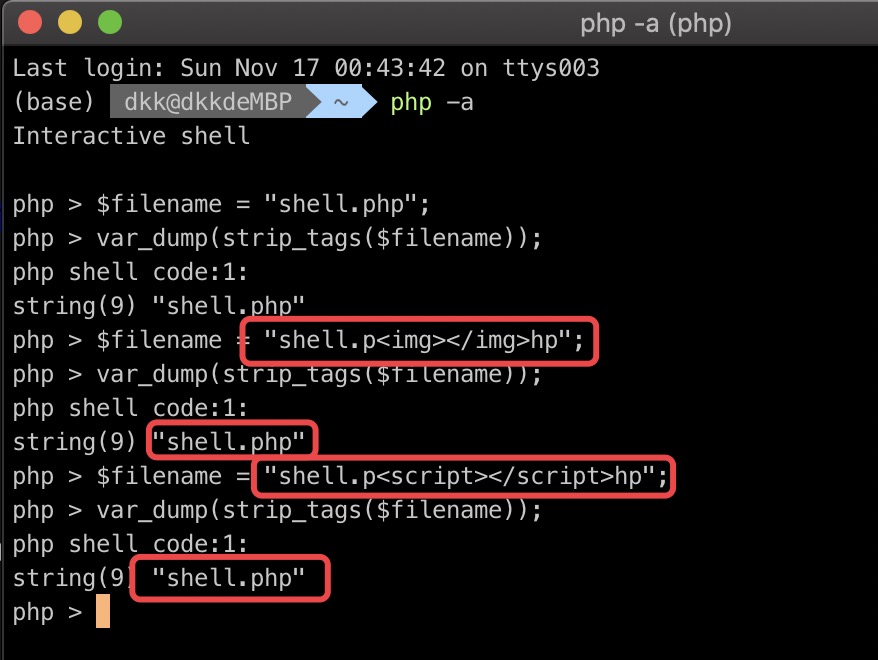 php -a (php)
Last login: Sun Nov 17 00:43:42 on ttys003
(base) dkk@dkkdeMBP ~ php -a
Interactive shell
php > $filename = "shell.php";
php > var_dump(strip_tags($filename));
php shell code:1:
string(9) "shell.php"
php > $filename = "shell.p<img></img>hp";
php > var_dump(strip_tags($filename));
php shell code:1:
string(9) "shell.php"
php > $filename = "shell.p<script></script>hp";
php > var_dump(strip_tags($filename));
php shell code:1:
string(9) "shell.php"
php >